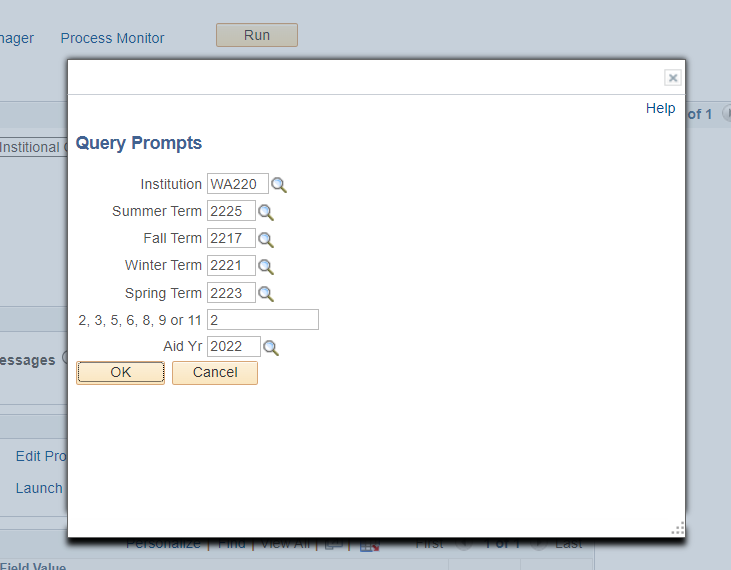 nager Process Monitor Run
Help
of 1
Query Prompts
Institional
Institution WA220
Summer Term 2225
Fall Term 2217
Winter Term 2221
Spring Term 2223
2, 3, 5, 6, 8, 9 or 11 2
Aid Yr 2022
essages
OK Cancel
Edit Pro
Launch
Personalize | Find | View All | First 1 of 1 Last
Field Value